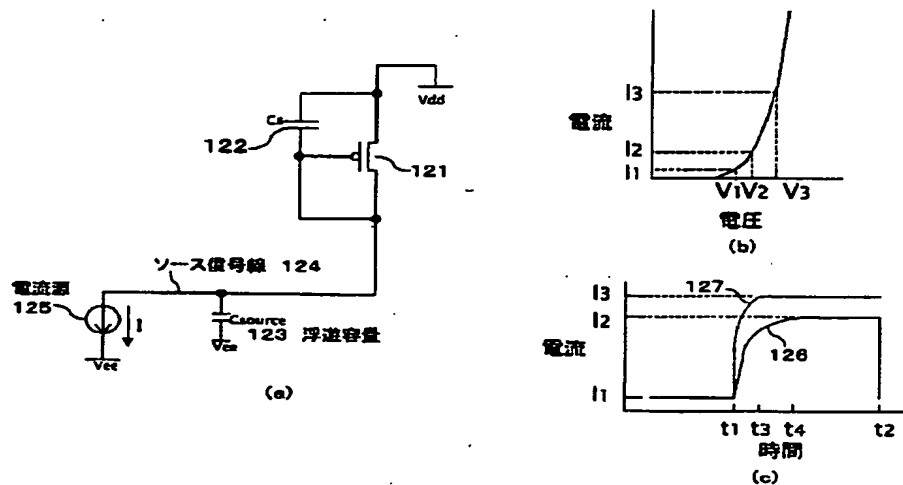 Vdd
Cs
122
121
ソース信号線 124
電流源
125
I
Csource
123 浮遊容量
Vcc
(a)
I3
電流
I2
I1
V1 V2 V3
電圧
(b)
I3
127
I2
電流
126
I1
t1 t3 t4 t2
時間
(c)